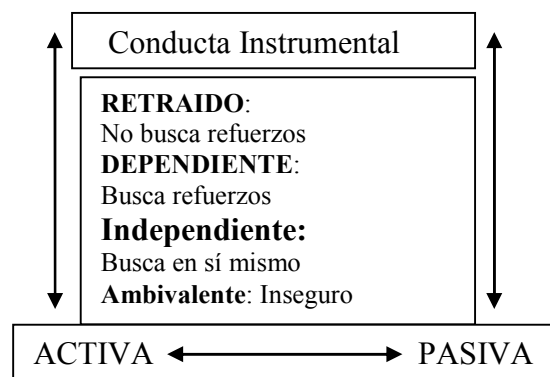 Conducta Instrumental
RETRAIDO:
No busca refuerzos
DEPENDIENTE:
Busca refuerzos
Independiente:
Busca en sí mismo
Ambivalente: Inseguro
ACTIVA PASIVA